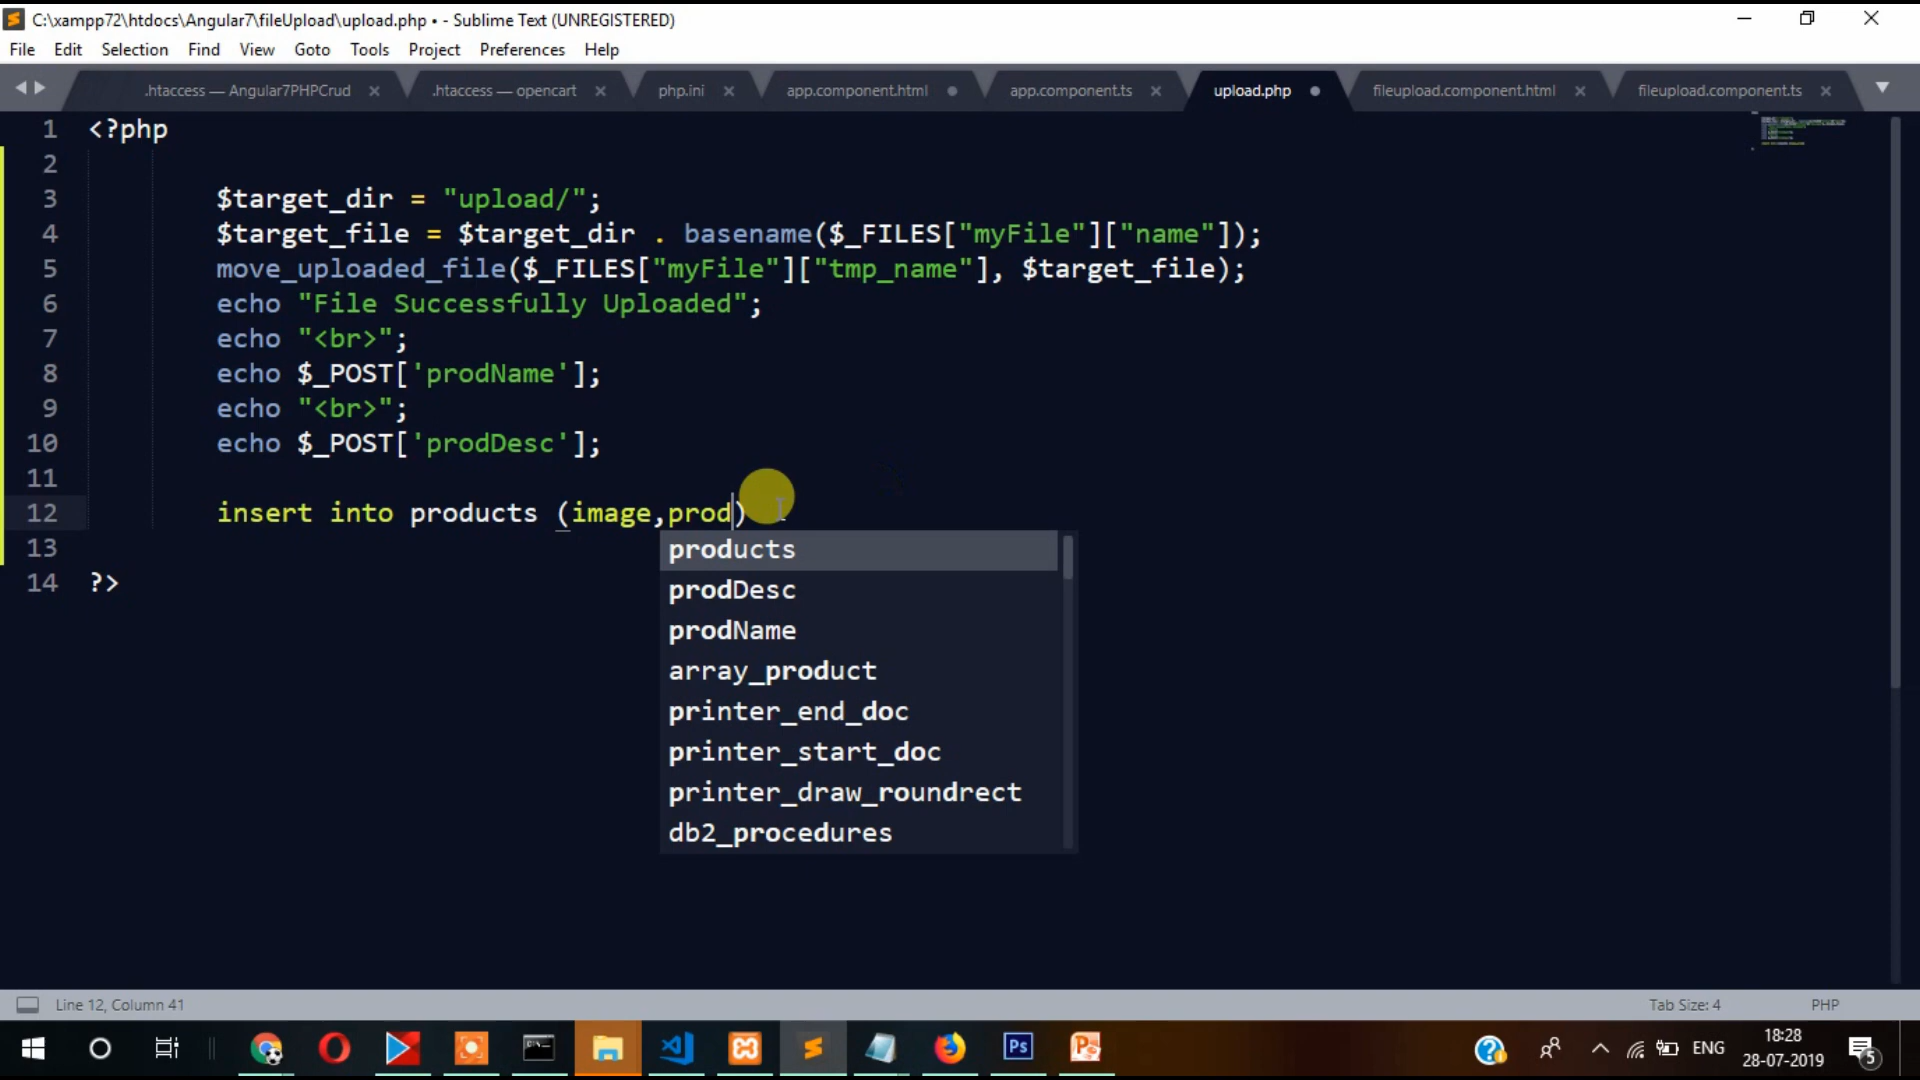 C:\xampp72\htdocs\Angular7\fileUpload\upload.php • - Sublime Text (UNREGISTERED)
File Edit Selection Find View Goto Tools Project Preferences Help
.htaccess — Angular7PHPCrud × .htaccess — opencart × php.ini × app.component.html app.component.ts × upload.php fileupload.component.html × fileupload.component.ts ×
1 <?php
2
3 $target_dir = "upload/";
4 $target_file = $target_dir . basename($_FILES["myFile"]["name"]);
5 move_uploaded_file($_FILES["myFile"]["tmp_name"], $target_file);
6 echo "File Successfully Uploaded";
7 echo "<br>";
8 echo $_POST['prodName'];
9 echo "<br>";
10 echo $_POST['prodDesc'];
11
12 insert into products (image,prod)
13
14 ?>
products
prodDesc
prodName
array_product
printer_end_doc
printer_start_doc
printer_draw_roundrect
db2_procedures
Line 12, Column 41 Tab Size: 4 PHP
Ps
ENG
18:28
28-07-2019
5